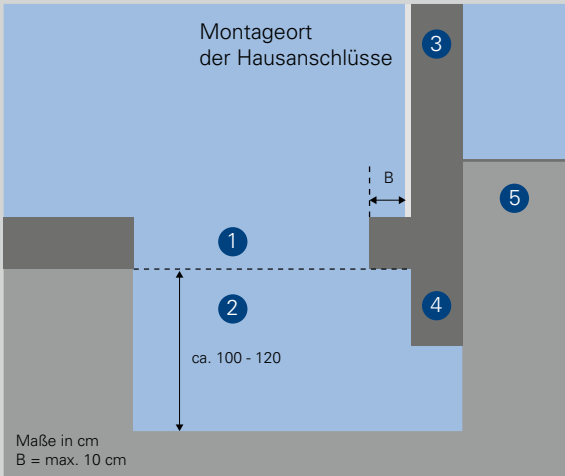 Montageort
der Hausanschlüsse
3
B
5
1
2
4
ca. 100 - 120
Maße in cm
B = max. 10 cm